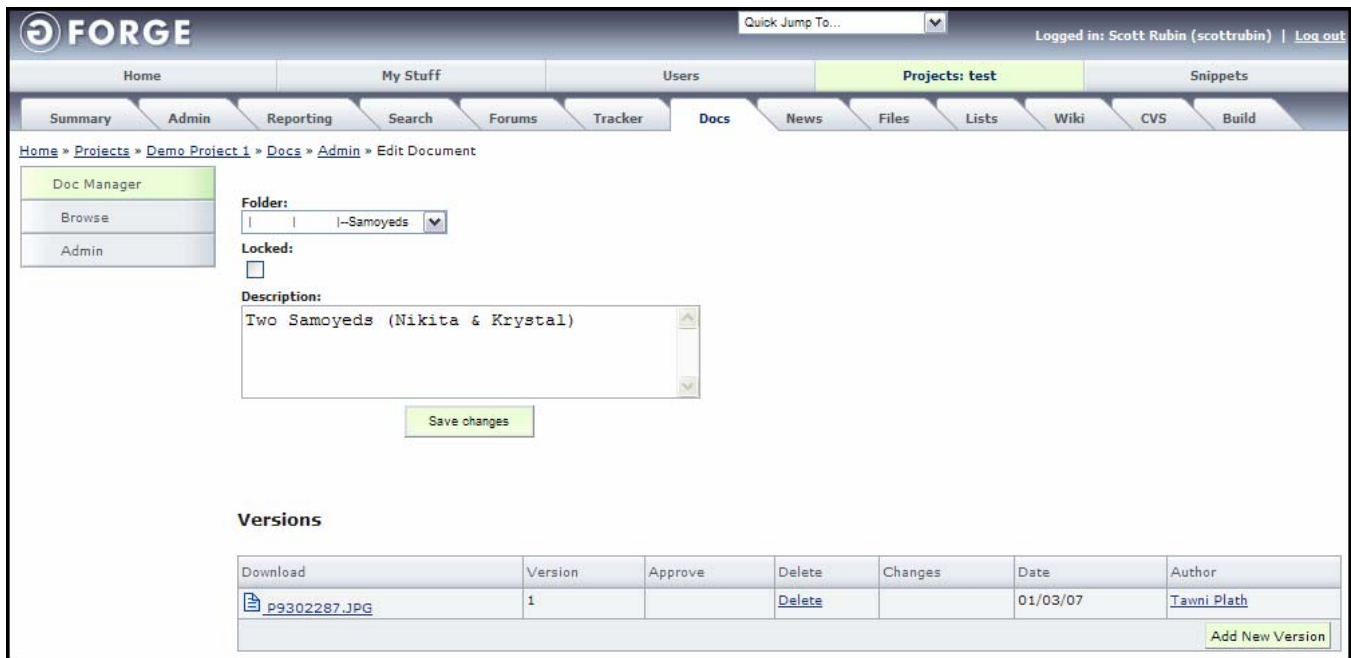 GFORGE
Quick Jump To...
Logged in: Scott Rubin (scottrubin) | Log out
Home My Stuff Users Projects: test Snippets
Summary Admin Reporting Search Forums Tracker Docs News Files Lists Wiki CVS Build
Home » Projects » Demo Project 1 » Docs » Admin » Edit Document
Doc Manager
Browse
Admin
Folder:
| | |--Samoyeds
Locked:
Description:
Two Samoyeds (Nikita & Krystal)
Save changes
Versions
Download Version Approve Delete Changes Date Author
P9302287.JPG 1 Delete 01/03/07 Tawni Plath
Add New Version